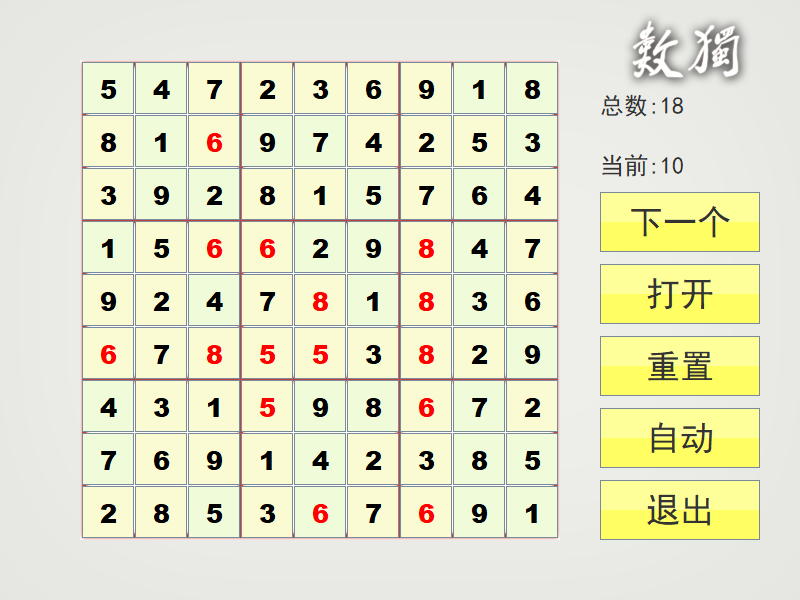 數獨
总数:18
当前:10
5 4 7 2 3 6 9 1 8
8 1 6 9 7 4 2 5 3
3 9 2 8 1 5 7 6 4
1 5 6 6 2 9 8 4 7
9 2 4 7 8 1 8 3 6
6 7 8 5 5 3 8 2 9
4 3 1 5 9 8 6 7 2
7 6 9 1 4 2 3 8 5
2 8 5 3 6 7 6 9 1
下一个
打开
重置
自动
退出